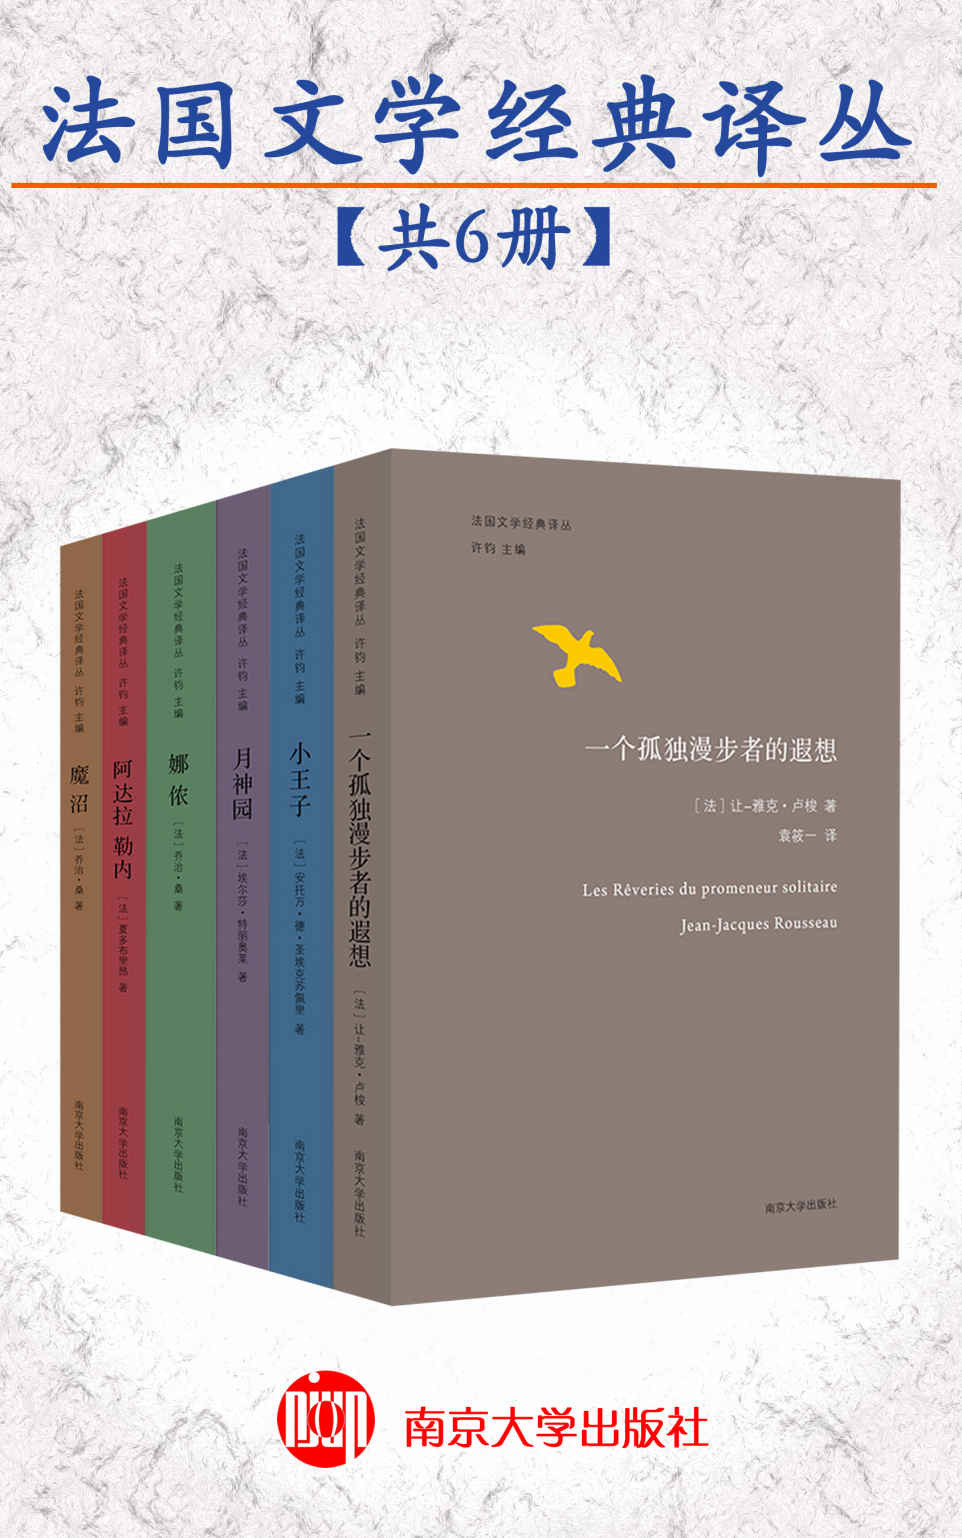 法国文学经典译丛
【共6册】
法国文学经典译丛 许钧 主编
魔沼
[法]乔治·桑 著
南京大学出版社
法国文学经典译丛 许钧 主编
阿达拉 勒内
[法]夏多布里昂 著
南京大学出版社
法国文学经典译丛 许钧 主编
娜侬
[法]乔治·桑 著
南京大学出版社
法国文学经典译丛 许钧 主编
月神园
[法]埃尔莎·特丽奥莱 著
南京大学出版社
法国文学经典译丛 许钧 主编
小王子
[法]安托万·德·圣埃克苏佩里 著
南京大学出版社
法国文学经典译丛 许钧 主编
一个孤独漫步者的遐想
[法]让-雅克·卢梭 著
南京大学出版社
法国文学经典译丛
许钧 主编
一个孤独漫步者的遐想
[法]让-雅克·卢梭 著
袁筱一 译
Les Rêveries du promeneur solitaire
Jean-Jacques Rousseau
南京大学出版社
南京大学出版社